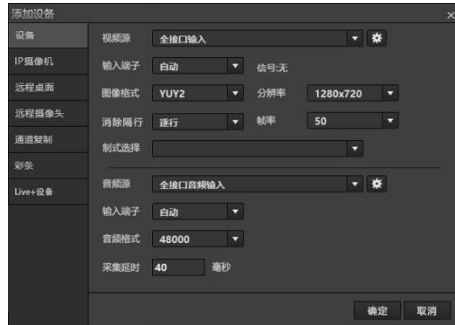 添加设备
设备
IP摄像机
远程桌面
远程摄像头
通道复制
彩条
Live+设备
视频源 全接口输入
输入端子 自动 信号:无
图像格式 YUY2 分辨率 1280x720
消除隔行 逐行 帧率 50
制式选择
音频源 全接口音频输入
输入端子 自动
音频格式 48000
采集延时 40 毫秒
确定 取消